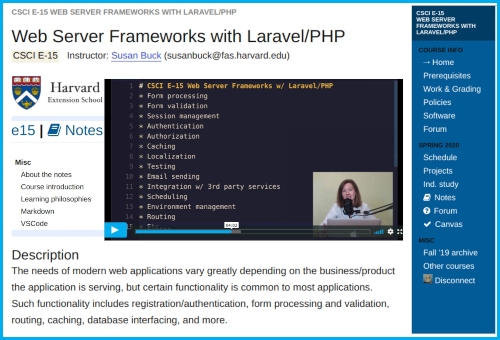 CSCI E-15 WEB SERVER FRAMEWORKS WITH LARAVEL/PHP
Web Server Frameworks with Laravel/PHP
CSCI E-15 Instructor: Susan Buck (susanbuck@fas.harvard.edu)
Harvard
Extension School
e15 | Notes
Misc
About the notes
Course introduction
Learning philosophies
Markdown
VSCode
1 # CSCI E-15 Web Server Frameworks w/ Laravel/PHP
2 * Form processing
3 * Form validation
4 * Session management
5 * Authentication
6 * Authorization
7 * Caching
8 * Localization
9 * Testing
10 * Email sending
11 * Integration w/ 3rd party services
12 * Scheduling
13 * Environment management
14 * Routing
04:02
Description
The needs of modern web applications vary greatly depending on the business/product
the application is serving, but certain functionality is common to most applications.
Such functionality includes registration/authentication, form processing and validation,
routing, caching, database interfacing, and more.
CSCI E-15
WEB SERVER
FRAMEWORKS WITH
LARAVEL/PHP
COURSE INFO
→ Home
Prerequisites
Work & Grading
Policies
Software
Forum
SPRING 2020
Schedule
Projects
Ind. study
Notes
Forum
Canvas
MISC
Fall '19 archive
Other courses
Disconnect